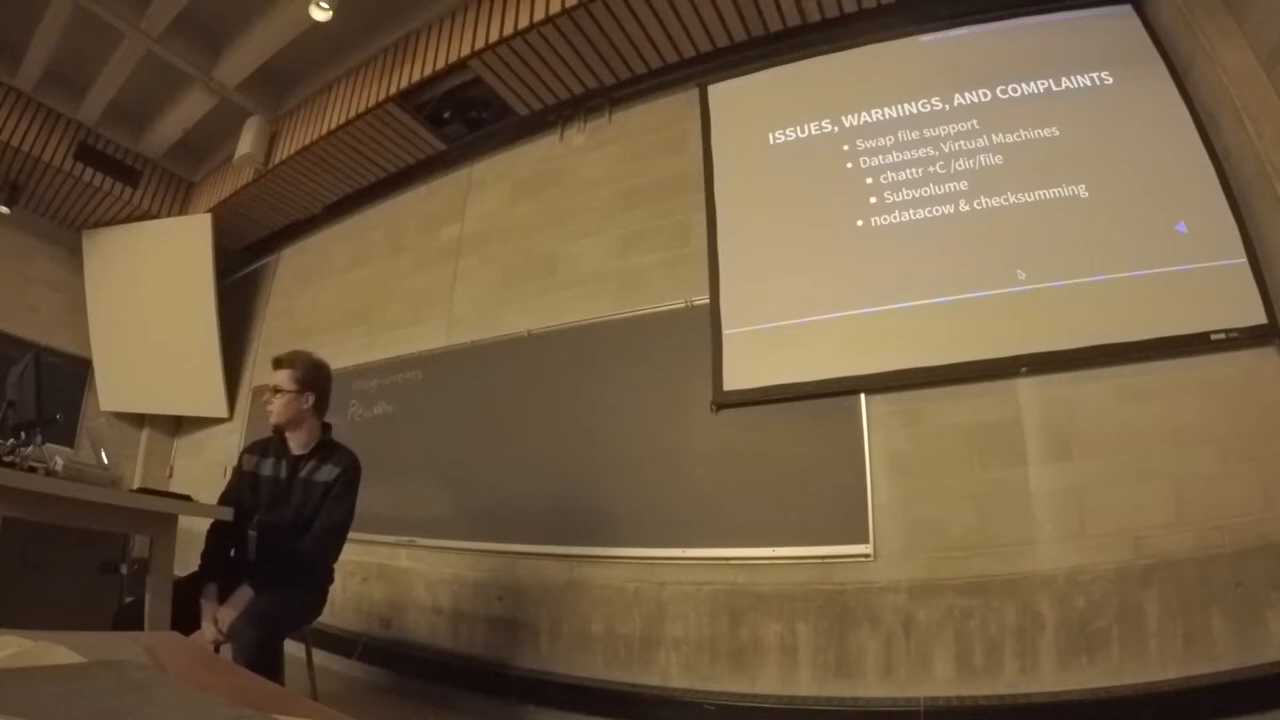 ISSUES, WARNINGS, AND COMPLAINTS
• Swap file support
• Databases, Virtual Machines
▪ chattr +C /dir/file
▪ Subvolume
• nodatacow & checksumming